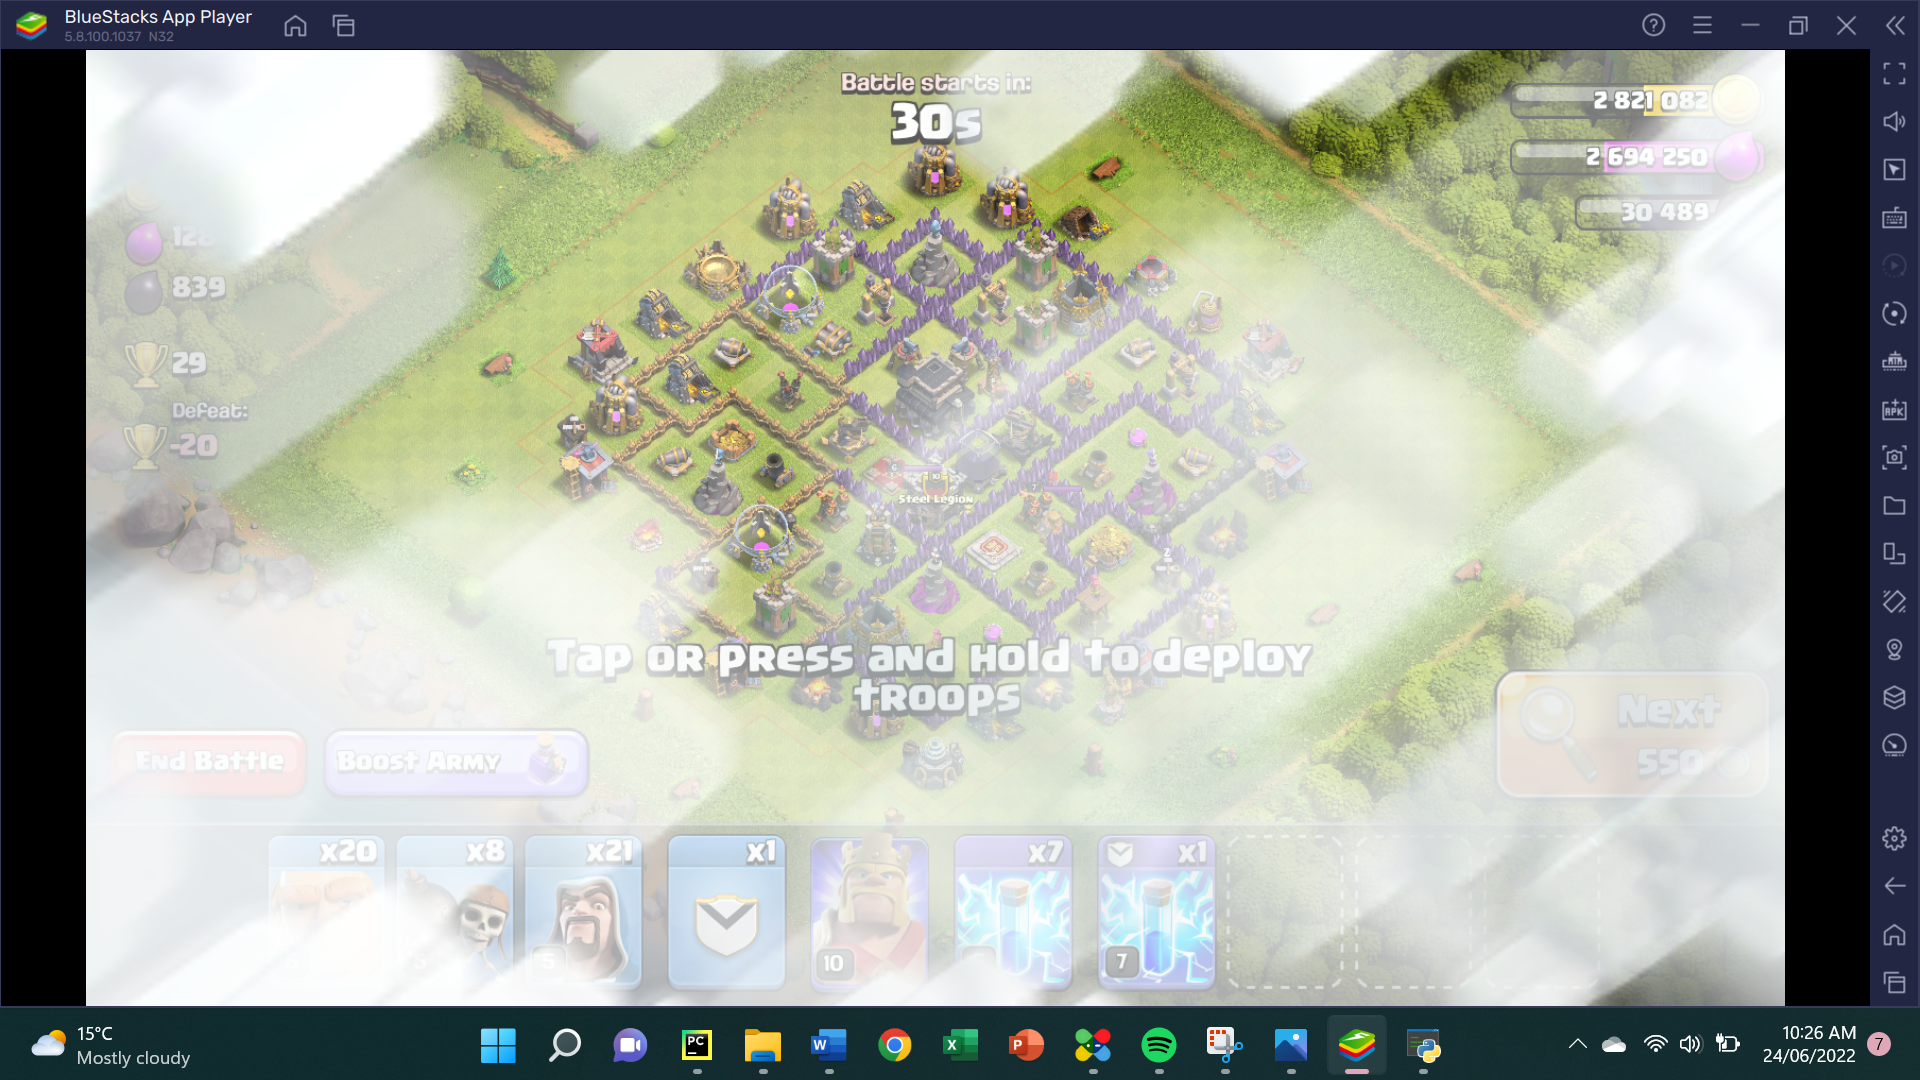 BlueStacks App Player
5.8.100.1037 N32
Battle starts in:
30s
2 821 082
2 694 250
30 489
839
29
Defeat:
-20
Steel Legion
Tap or press and hold to deploy
troops
End Battle
Boost Army
Next
550
x20
x8
x21
x1
x7
x1
5
10
7
15°C
Mostly cloudy
10:26 AM
24/06/2022
7